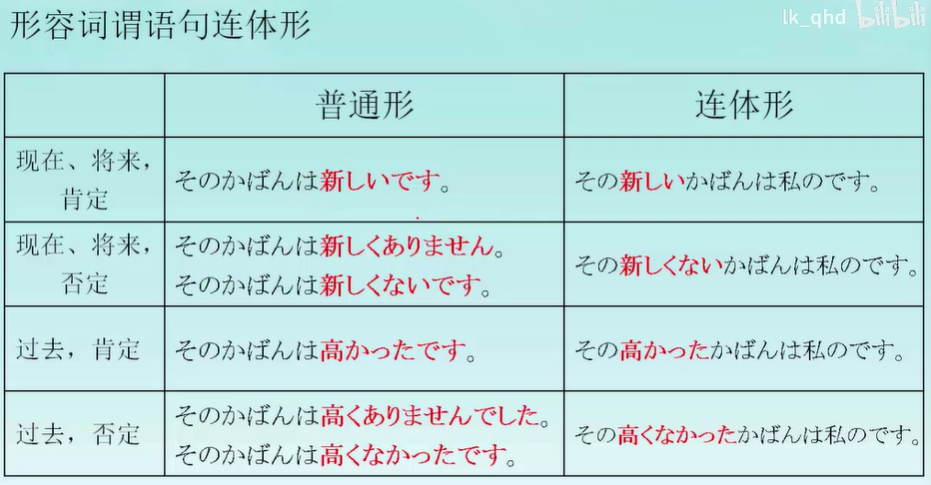 形容词谓语句连体形
lk_qhd bilibili
普通形
连体形
现在、将来，
肯定
そのかばんは新しいです。
その新しいかばんは私のです。
现在、将来，
否定
そのかばんは新しくありません。
そのかばんは新しくないです。
その新しくないかばんは私のです。
过去，肯定
そのかばんは高かったです。
その高かったかばんは私のです。
过去，否定
そのかばんは高くありませんでした。
そのかばんは高くなかったです。
その高くなかったかばんは私のです。